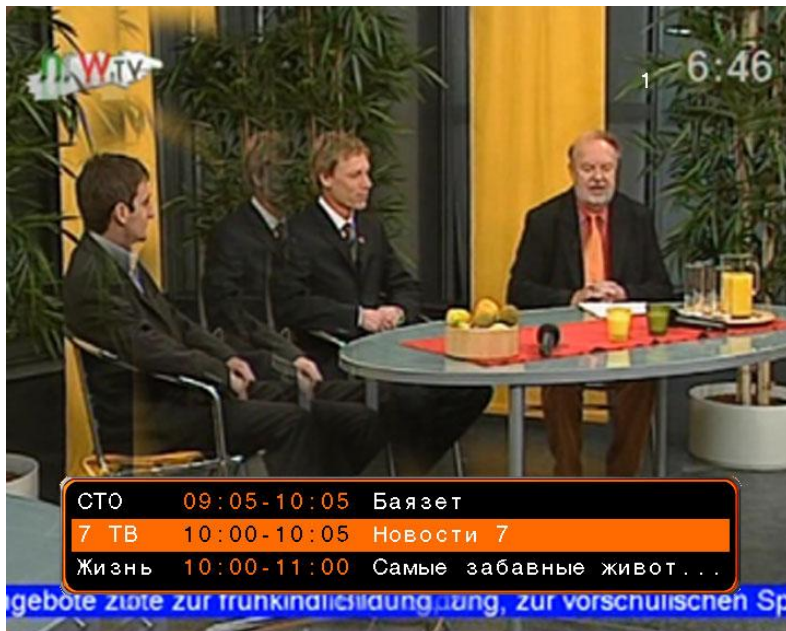 n.W.TV
1 6:46
СТО 09:05-10:05 Баязет
7 ТВ 10:00-10:05 Новости 7
Жизнь 10:00-11:00 Самые забавные живот...
zur vorschulischen Sp